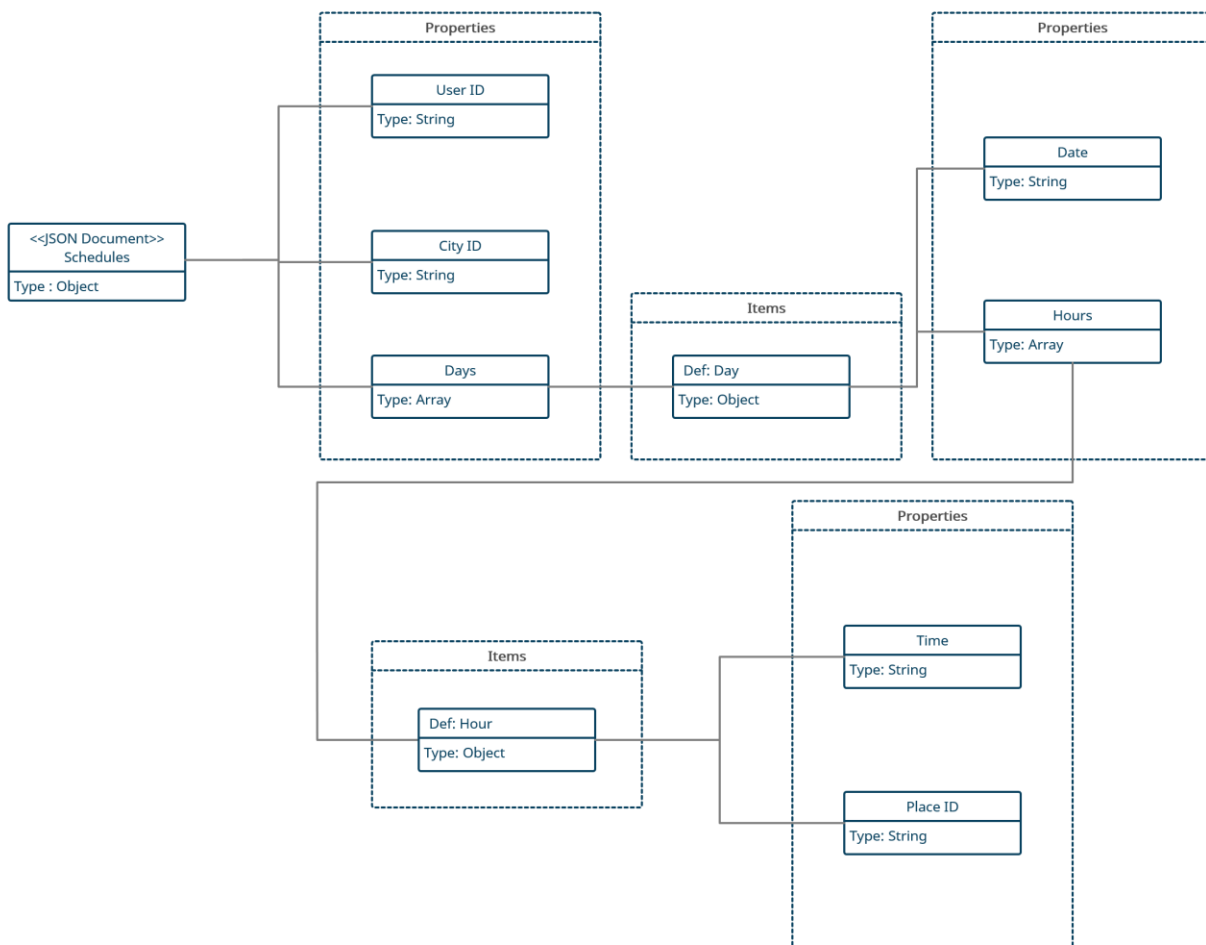 <<JSON Document>>
Schedules
Type : Object
Properties
User ID
Type: String
City ID
Type: String
Days
Type: Array
Items
Def: Day
Type: Object
Properties
Date
Type: String
Hours
Type: Array
Items
Def: Hour
Type: Object
Properties
Time
Type: String
Place ID
Type: String